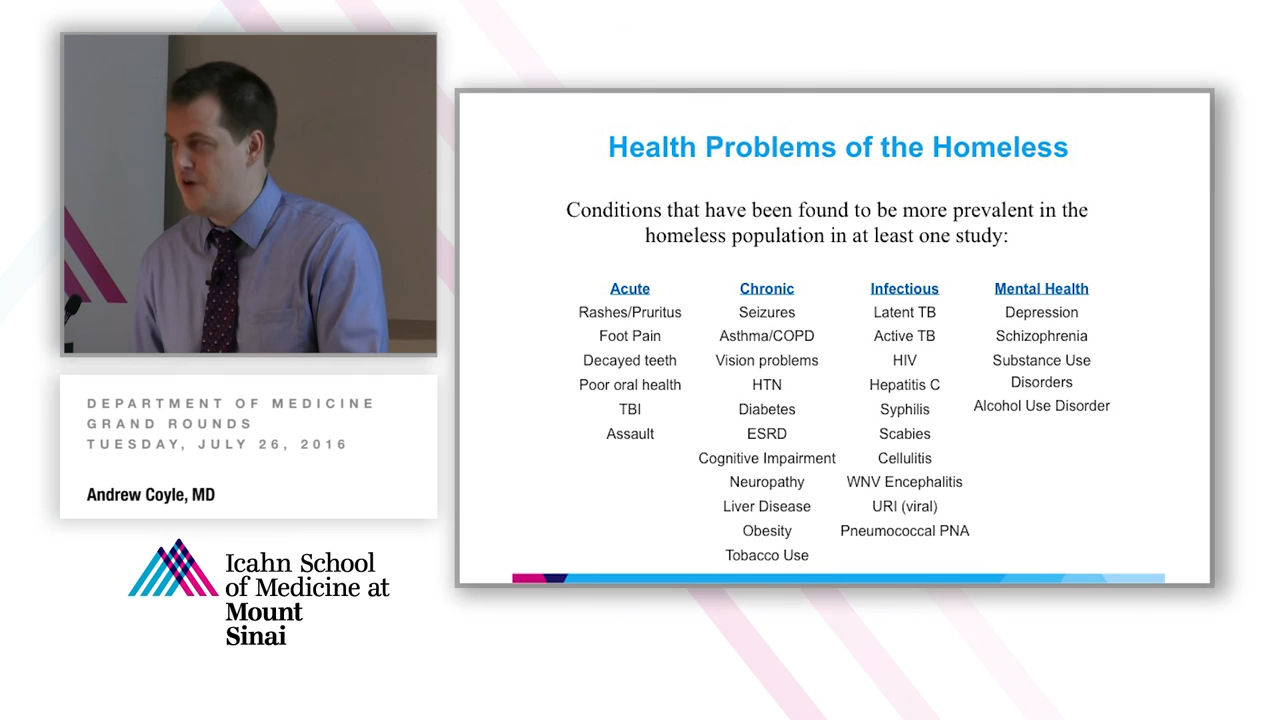 DEPARTMENT OF MEDICINE
GRAND ROUNDS
TUESDAY, JULY 26, 2016
Andrew Coyle, MD
Icahn School
of Medicine at
Mount
Sinai
Health Problems of the Homeless
Conditions that have been found to be more prevalent in the
homeless population in at least one study:
Acute
Rashes/Pruritus
Foot Pain
Decayed teeth
Poor oral health
TBI
Assault
Chronic
Seizures
Asthma/COPD
Vision problems
HTN
Diabetes
ESRD
Cognitive Impairment
Neuropathy
Liver Disease
Obesity
Tobacco Use
Infectious
Latent TB
Active TB
HIV
Hepatitis C
Syphilis
Scabies
Cellulitis
WNV Encephalitis
URI (viral)
Pneumococcal PNA
Mental Health
Depression
Schizophrenia
Substance Use
Disorders
Alcohol Use Disorder